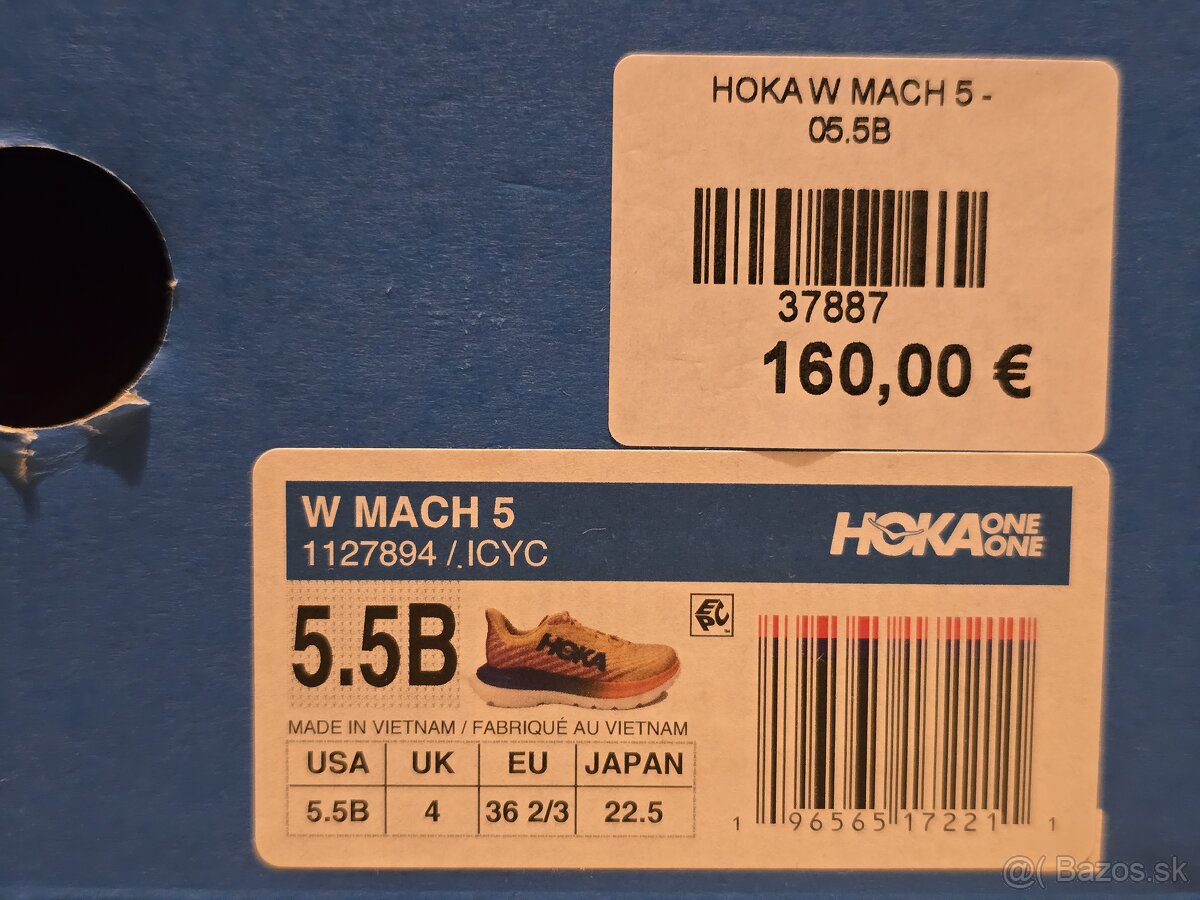 HOKA W MACH 5 -
05.5B
37887
160,00 €
W MACH 5
1127894 / ICYC
HOKA ONE ONE
5.5B
HOKA
EPC
MADE IN VIETNAM / FABRIQUÉ AU VIETNAM
USA UK EU JAPAN
5.5B 4 36 2/3 22.5
1 96565 17221 1
@( Bazos.sk